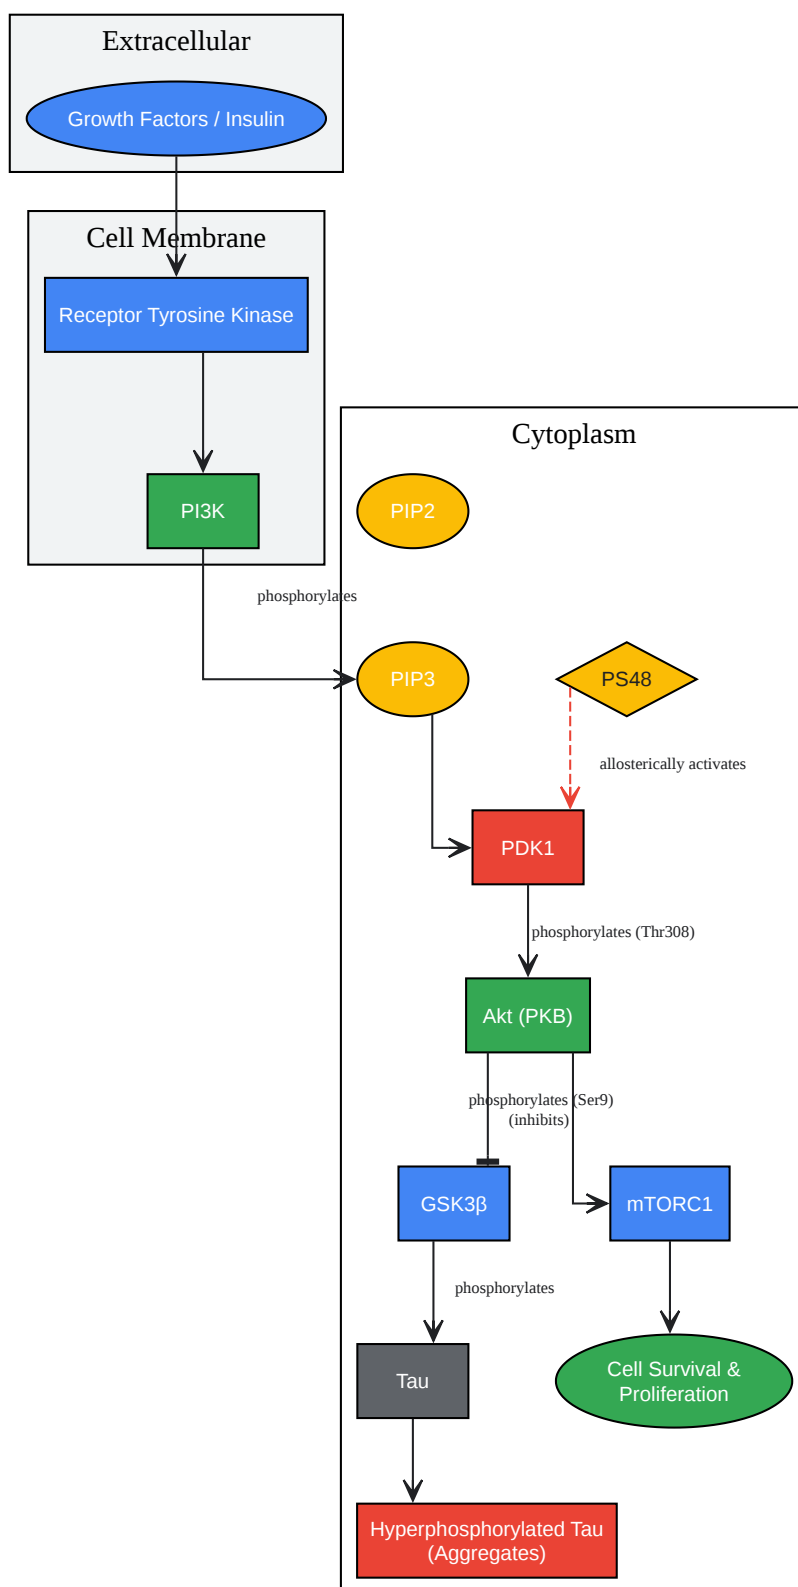 Extracellular
Growth Factors / Insulin
Cell Membrane
Receptor Tyrosine Kinase
Cytoplasm
PI3K
PIP2
phosphorylates
PIP3
PS48
allosterically activates
PDK1
phosphorylates (Thr308)
Akt (PKB)
phosphorylates (Ser9)
(inhibits)
GSK3β
mTORC1
phosphorylates
Tau
Cell Survival &
Proliferation
Hyperphosphorylated Tau
(Aggregates)